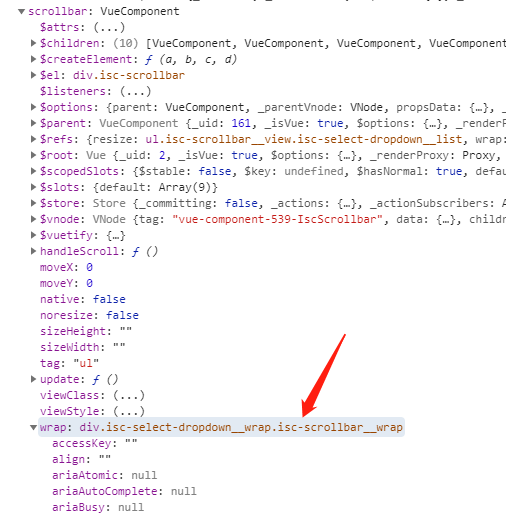 scrollbar: VueComponent
$attrs: (...)
$children: (10) [VueComponent, VueComponent, VueComponent, VueComponent
$createElement: ƒ (a, b, c, d)
$el: div.isc-scrollbar
$listeners: (...)
$options: {parent: VueComponent, _parentVnode: VNode, propsData: {…}, _
$parent: VueComponent {_uid: 161, _isVue: true, $options: {…}, _renderP
$refs: {resize: ul.isc-scrollbar__view.isc-select-dropdown__list, wrap:
$root: Vue {_uid: 2, _isVue: true, $options: {…}, _renderProxy: Proxy,
$scopedSlots: {$stable: false, $key: undefined, $hasNormal: true, defau
$slots: {default: Array(9)}
$store: Store {_committing: false, _actions: {…}, _actionSubscribers: A
$vnode: VNode {tag: "vue-component-539-IscScrollbar", data: {…}, childr
$vuetify: {…}
handleScroll: ƒ ()
moveX: 0
moveY: 0
native: false
noresize: false
sizeHeight: ""
sizeWidth: ""
tag: "ul"
update: ƒ ()
viewClass: (...)
viewStyle: (...)
wrap: div.isc-select-dropdown__wrap.isc-scrollbar__wrap
accessKey: ""
align: ""
ariaAtomic: null
ariaAutoComplete: null
ariaBusy: null